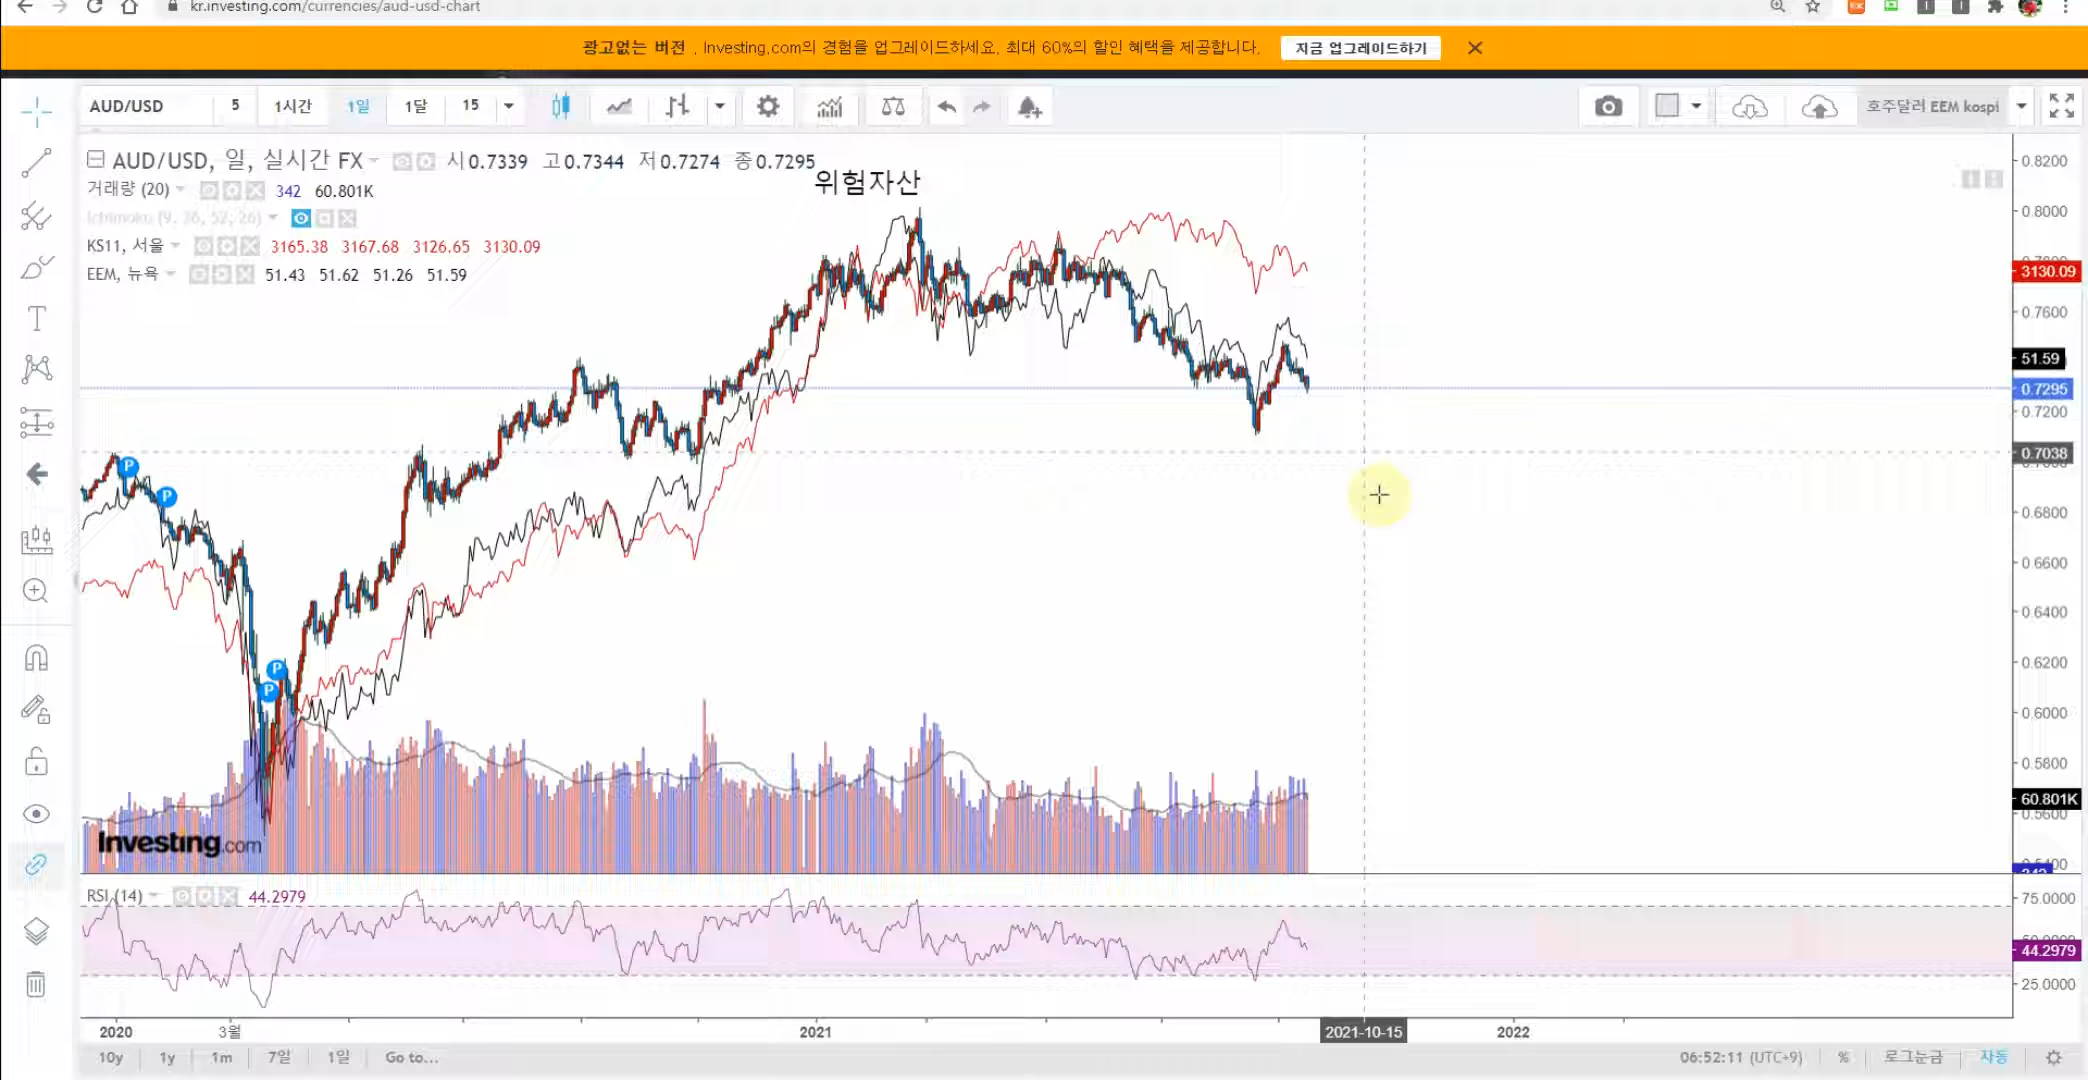 kr.investing.com/currencies/aud-usd-chart
광고없는 버전 . Investing.com의 경험을 업그레이드하세요. 최대 60%의 할인 혜택을 제공합니다. 지금 업그레이드하기
AUD/USD 5 1시간 1일 1달 15 호주달러 EEM kospi
AUD/USD, 일, 실시간 FX 시0.7339 고0.7344 저0.7274 종0.7295
위험자산
거래량 (20) 342 60.801K
Ichimoku (9, 26, 52, 26)
KS11, 서울 3165.38 3167.68 3126.65 3130.09
EEM, 뉴욕 51.43 51.62 51.26 51.59
0.8200
0.8000
3130.09
0.7600
51.59
0.7295
0.7200
0.7038
0.6800
0.6600
0.6400
0.6200
0.6000
0.5800
60.801K
0.5600
P
P
P
P
Investing.com
RSI (14) 44.2979
75.0000
44.2979
25.0000
2020 3월 2021 2021-10-15 2022
10y 1y 1m 7일 1일 Go to... 06:52:11 (UTC+9) % 로그눈금 자동